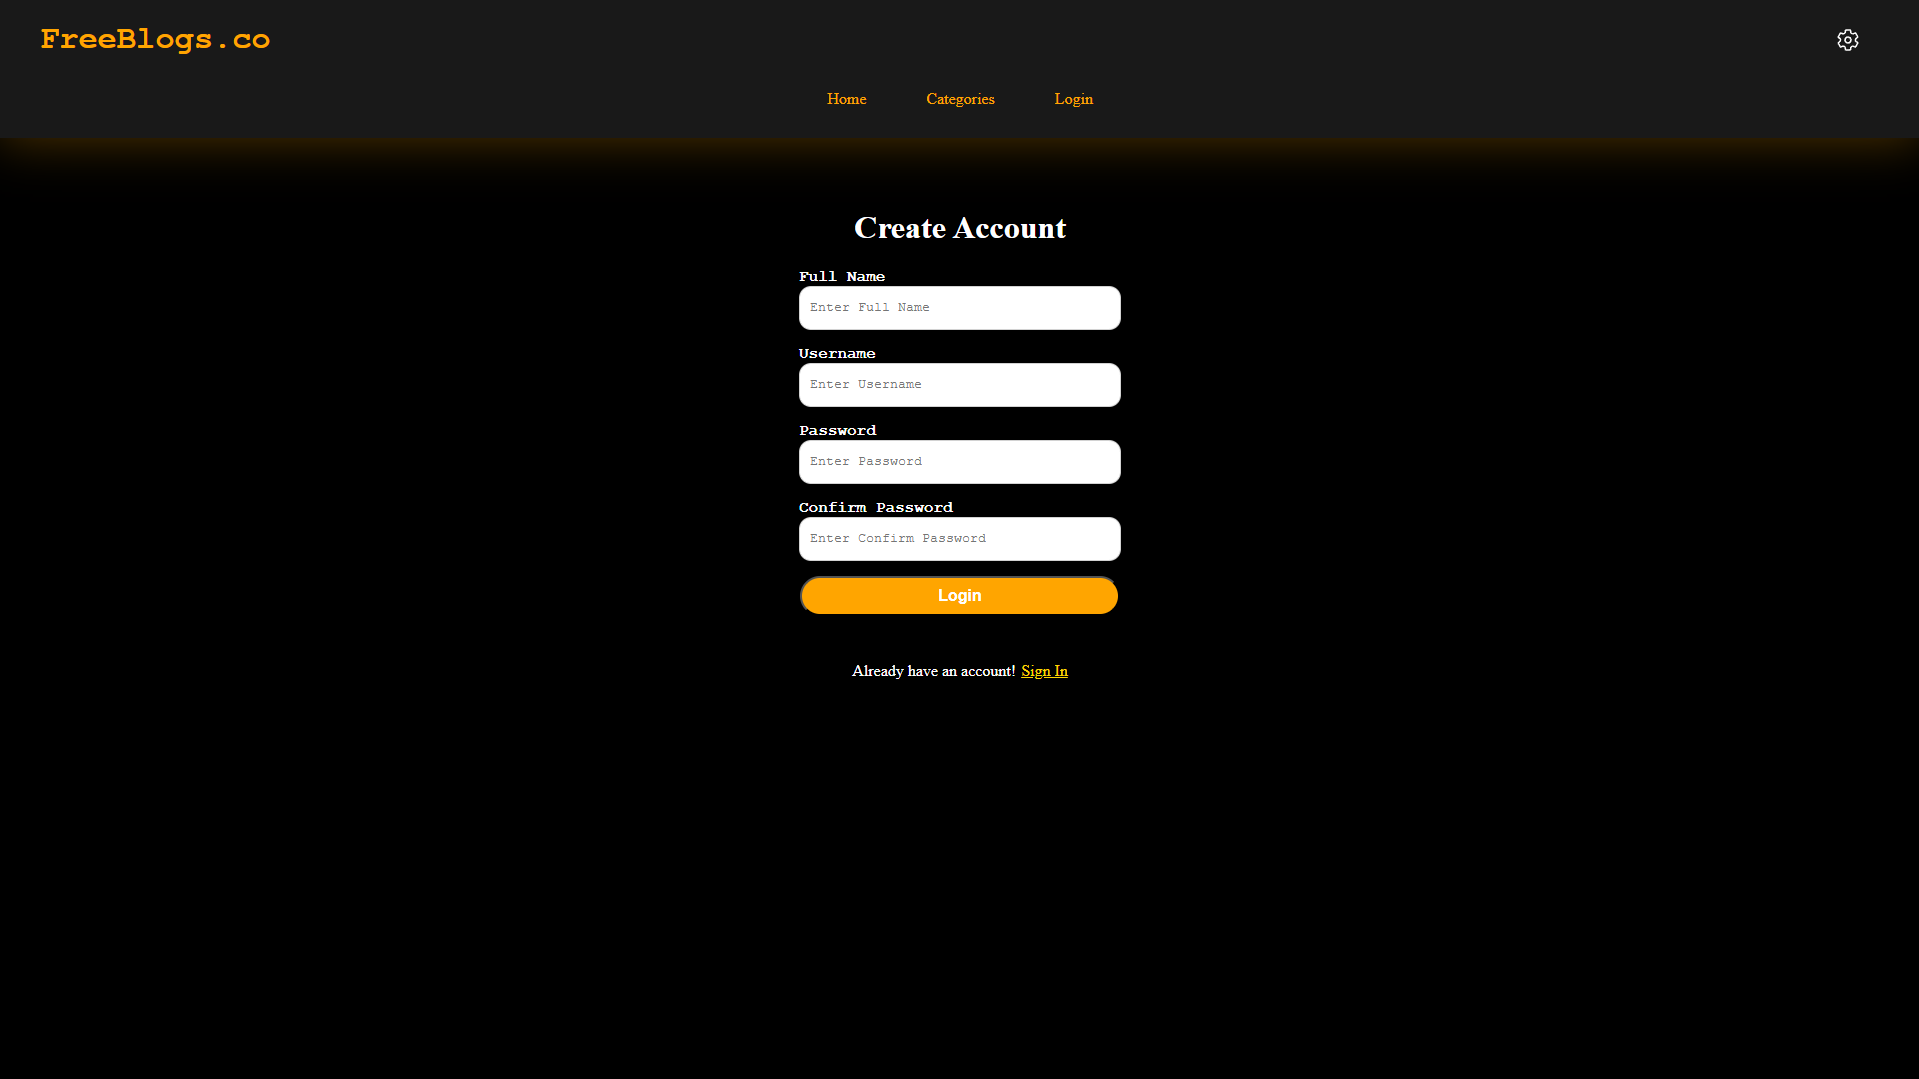 FreeBlogs.co
Home Categories Login
Create Account
Full Name
Enter Full Name
Username
Enter Username
Password
Enter Password
Confirm Password
Enter Confirm Password
Login
Already have an account! Sign In